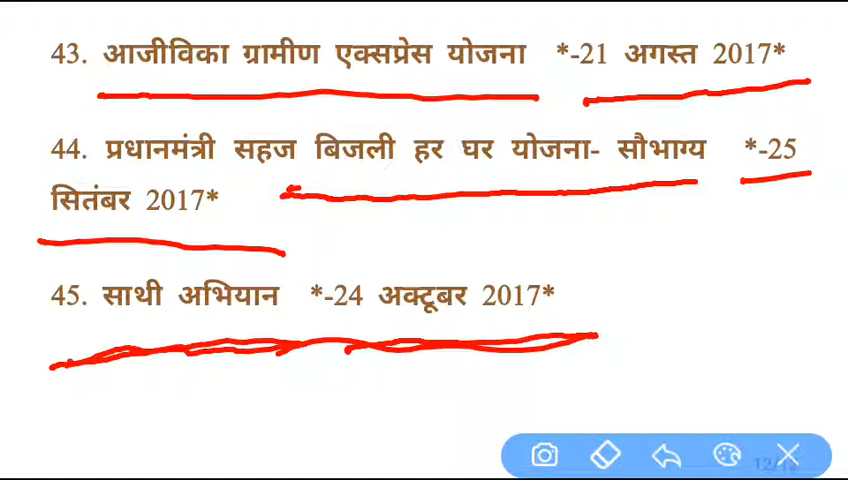 43. आजीविका ग्रामीण एक्सप्रेस योजना *-21 अगस्त 2017*
44. प्रधानमंत्री सहज बिजली हर घर योजना- सौभाग्य *-25
सितंबर 2017*
45. साथी अभियान *-24 अक्टूबर 2017*